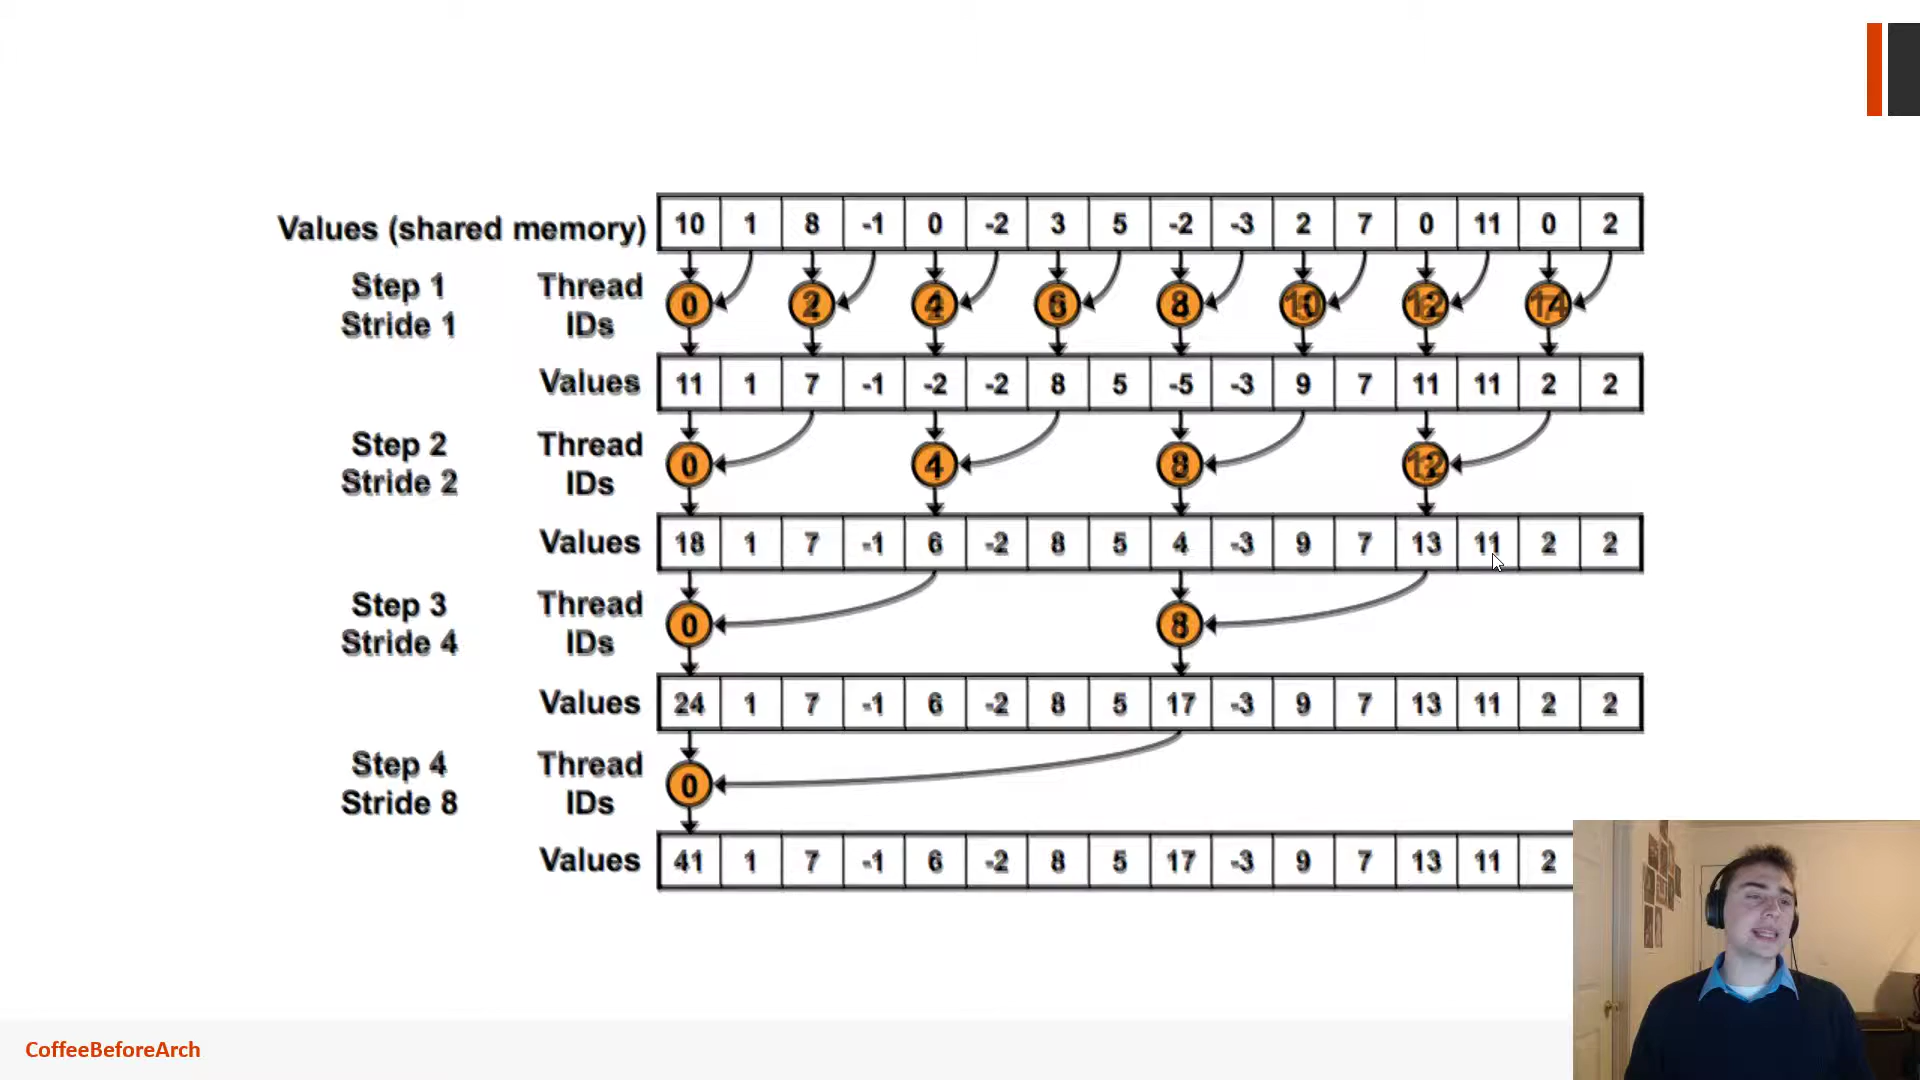 Values (shared memory) 10 1 8 -1 0 -2 3 5 -2 -3 2 7 0 11 0 2
Step 1
Stride 1
Thread
IDs
0 2 4 6 8 10 12 14
Values 11 1 7 -1 -2 -2 8 5 -5 -3 9 7 11 11 2 2
Step 2
Stride 2
Thread
IDs
0 4 8 12
Values 18 1 7 -1 6 -2 8 5 4 -3 9 7 13 11 2 2
Step 3
Stride 4
Thread
IDs
0 8
Values 24 1 7 -1 6 -2 8 5 17 -3 9 7 13 11 2 2
Step 4
Stride 8
Thread
IDs
0
Values 41 1 7 -1 6 -2 8 5 17 -3 9 7 13 11 2
CoffeeBeforeArch